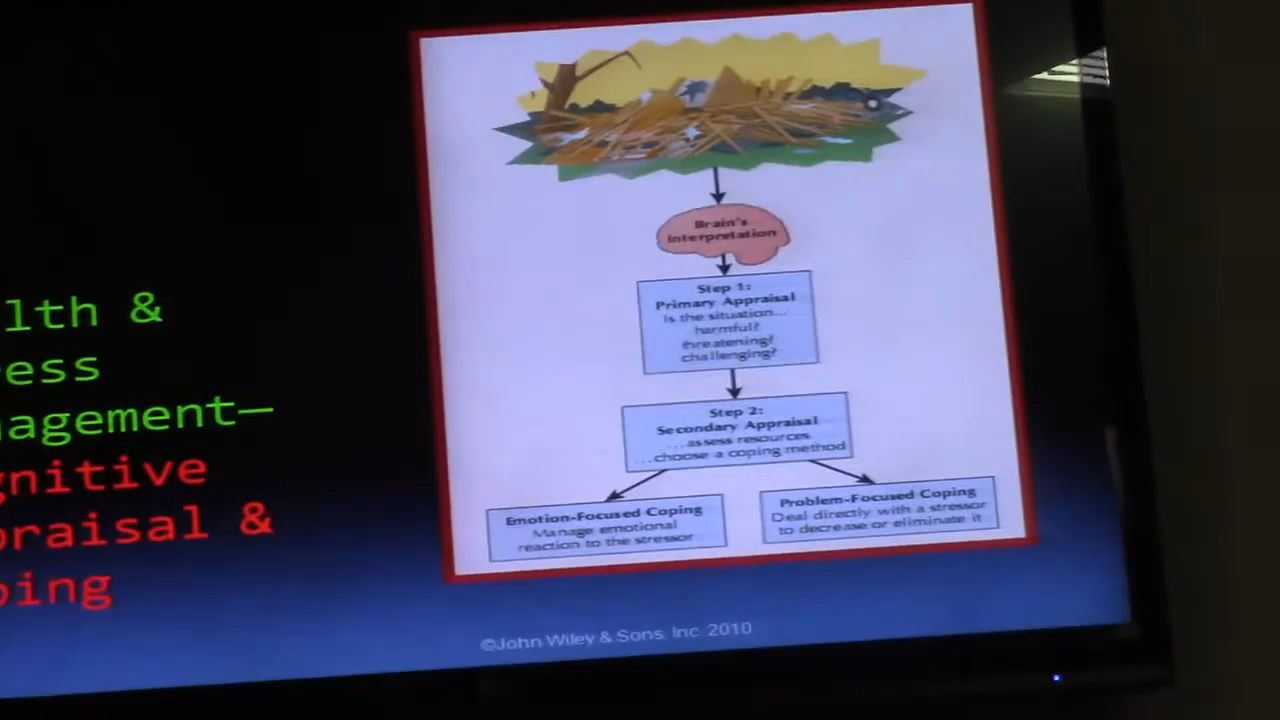 lth &
ess
nagement—
gnitive
praisal &
ping
Brain's
Interpretation
Step 1:
Primary Appraisal
Is the situation...
harmful?
threatening?
challenging?
Step 2:
Secondary Appraisal
...assess resources
...choose a coping method
Emotion-Focused Coping
Manage emotional
reaction to the stressor
Problem-Focused Coping
Deal directly with a stressor
to decrease or eliminate it
©John Wiley & Sons, Inc. 2010